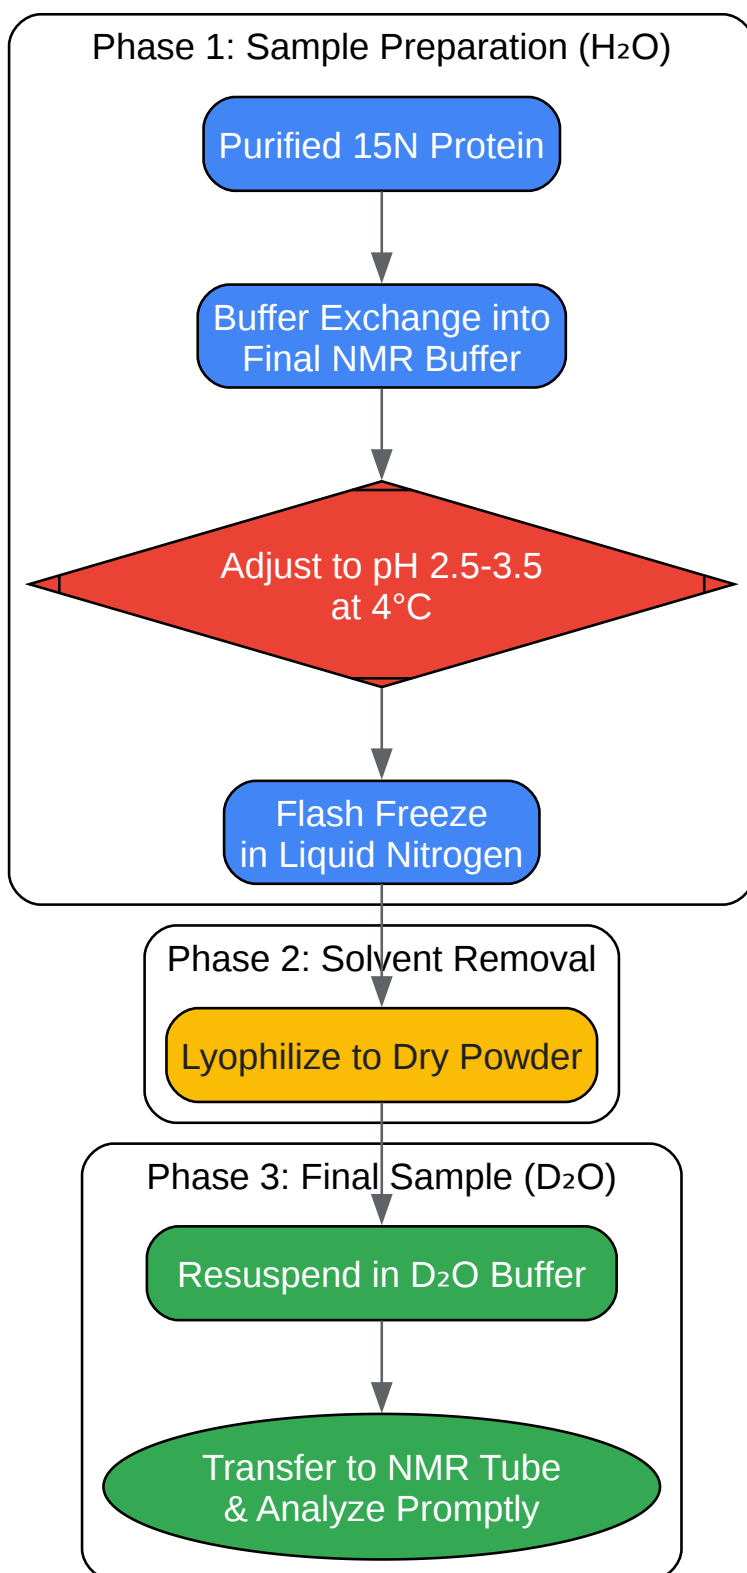 Phase 1: Sample Preparation (H₂O)
Purified 15N Protein
Buffer Exchange into
Final NMR Buffer
Adjust to pH 2.5-3.5
at 4°C
Flash Freeze
in Liquid Nitrogen
Phase 2: Solvent Removal
Lyophilize to Dry Powder
Phase 3: Final Sample (D₂O)
Resuspend in D₂O Buffer
Transfer to NMR Tube
& Analyze Promptly